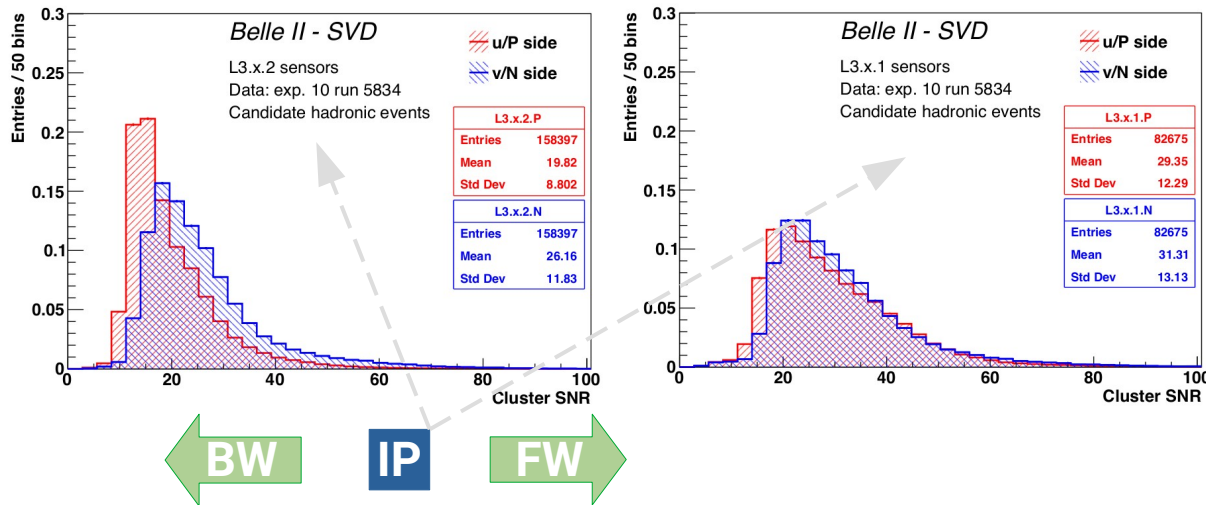 Entries / 50 bins
0.3
0.25
0.2
0.15
0.1
0.05
0
0 20 40 60 80 100
Cluster SNR
Belle II - SVD
L3.x.2 sensors
Data: exp. 10 run 5834
Candidate hadronic events
u/P side
v/N side
L3.x.2.P
Entries 158397
Mean 19.82
Std Dev 8.802
L3.x.2.N
Entries 158397
Mean 26.16
Std Dev 11.83
Entries / 50 bins
0.3
0.25
0.2
0.15
0.1
0.05
0
0 20 40 60 80 100
Cluster SNR
Belle II - SVD
L3.x.1 sensors
Data: exp. 10 run 5834
Candidate hadronic events
u/P side
v/N side
L3.x.1.P
Entries 82675
Mean 29.35
Std Dev 12.29
L3.x.1.N
Entries 82675
Mean 31.31
Std Dev 13.13
BW
IP
FW